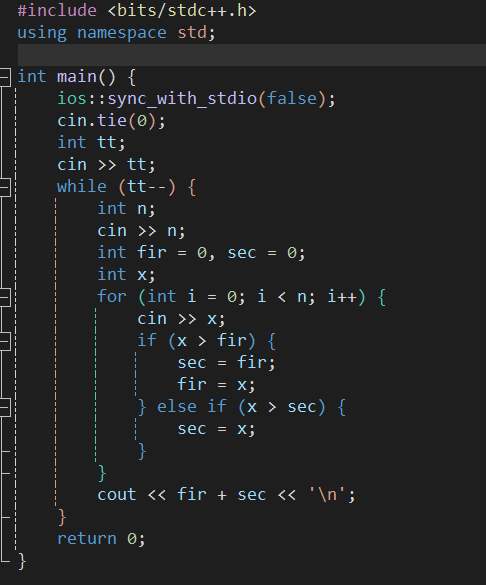 #include <bits/stdc++.h>
using namespace std;

int main() {
    ios::sync_with_stdio(false);
    cin.tie(0);
    int tt;
    cin >> tt;
    while (tt--) {
        int n;
        cin >> n;
        int fir = 0, sec = 0;
        int x;
        for (int i = 0; i < n; i++) {
            cin >> x;
            if (x > fir) {
                sec = fir;
                fir = x;
            } else if (x > sec) {
                sec = x;
            }
        }
        cout << fir + sec << '\n';
    }
    return 0;
}